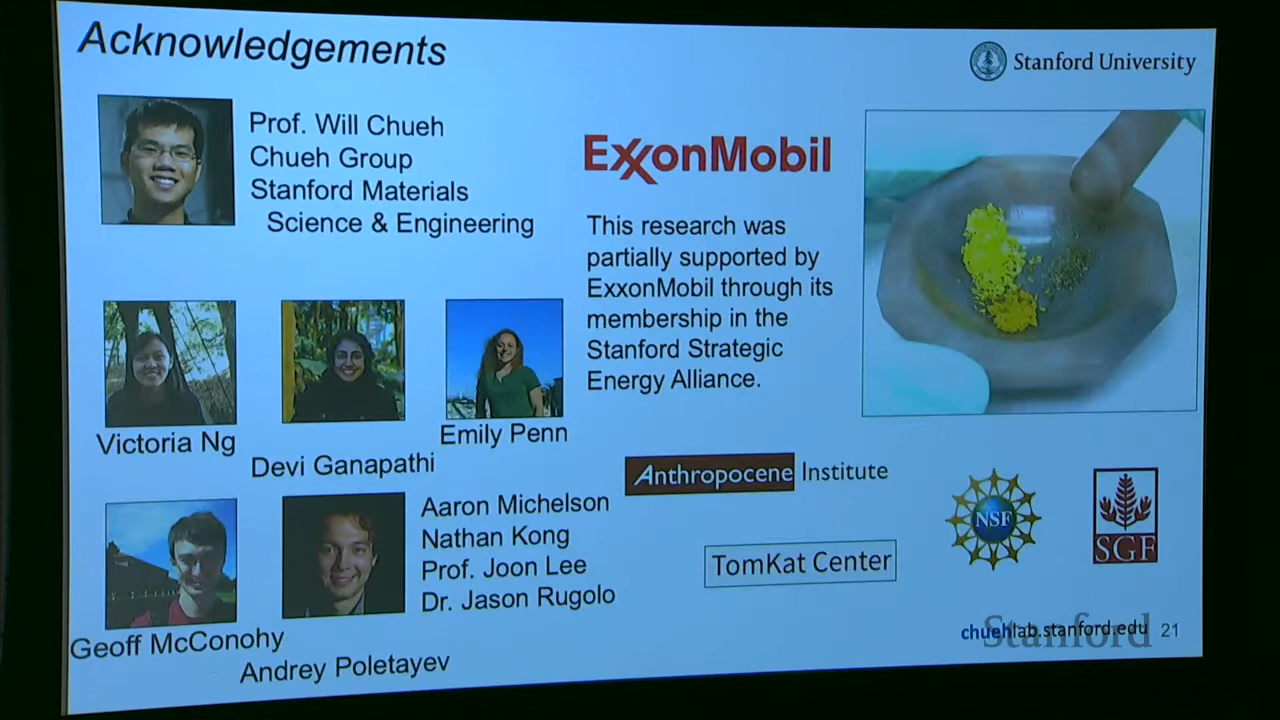 Acknowledgements
Stanford University
Prof. Will Chueh
Chueh Group
Stanford Materials
Science & Engineering
ExxonMobil
This research was
partially supported by
ExxonMobil through its
membership in the
Stanford Strategic
Energy Alliance.
Victoria Ng
Devi Ganapathi
Emily Penn
Anthropocene Institute
NSF
SGF
TomKat Center
Aaron Michelson
Nathan Kong
Prof. Joon Lee
Dr. Jason Rugolo
Geoff McConohy
Andrey Poletayev
chuehlab.stanford.edu 21
Stanford